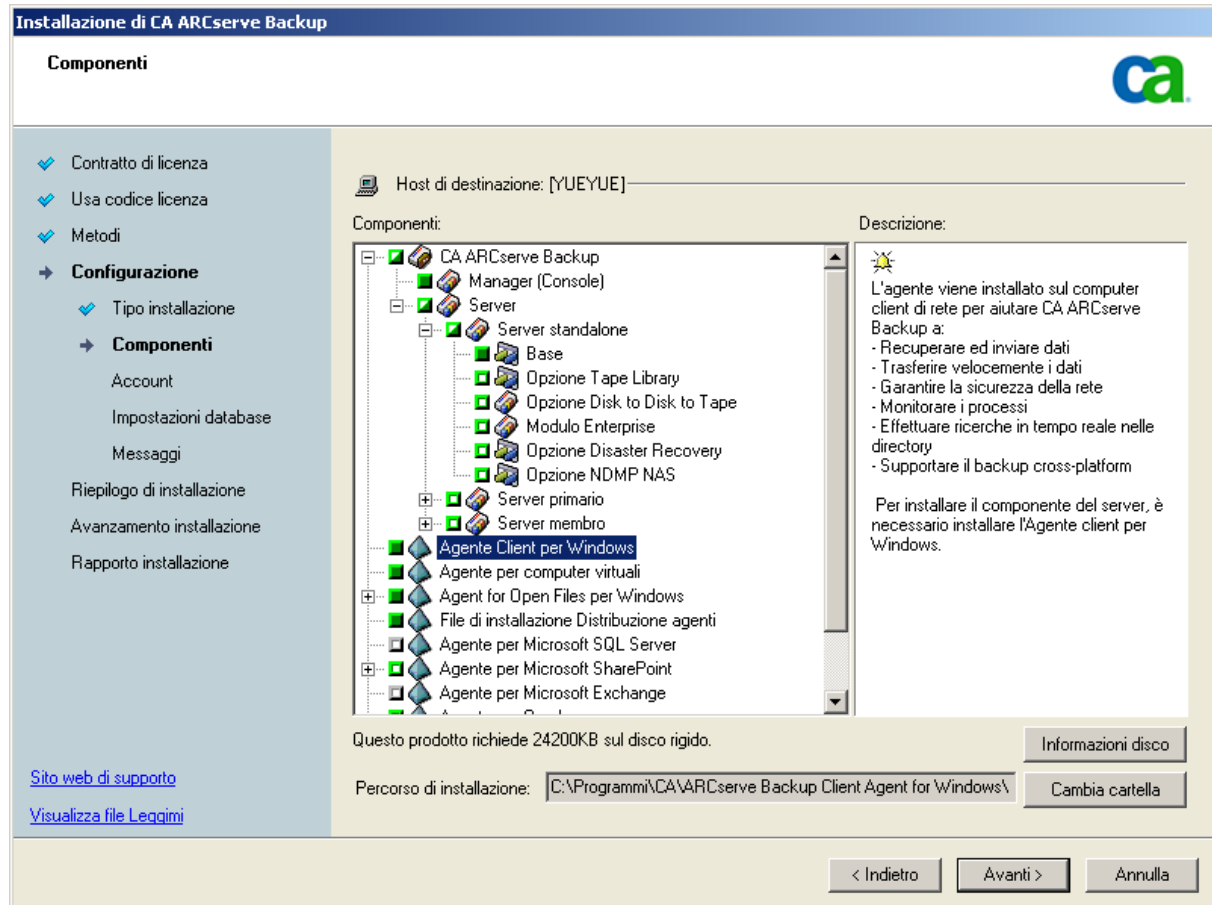 Installazione di CA ARCserve Backup
Componenti
ca
Contratto di licenza
Usa codice licenza
Metodi
Configurazione
Tipo installazione
Componenti
Account
Impostazioni database
Messaggi
Riepilogo di installazione
Avanzamento installazione
Rapporto installazione
Sito web di supporto
Visualizza file Leggimi
Host di destinazione: [YUEYUE]
Componenti:
CA ARCserve Backup
Manager (Console)
Server
Server standalone
Base
Opzione Tape Library
Opzione Disk to Disk to Tape
Modulo Enterprise
Opzione Disaster Recovery
Opzione NDMP NAS
Server primario
Server membro
Agente Client per Windows
Agente per computer virtuali
Agent for Open Files per Windows
File di installazione Distribuzione agenti
Agente per Microsoft SQL Server
Agente per Microsoft SharePoint
Agente per Microsoft Exchange
Descrizione:
L'agente viene installato sul computer
client di rete per aiutare CA ARCserve
Backup a:
- Recuperare ed inviare dati
- Trasferire velocemente i dati
- Garantire la sicurezza della rete
- Monitorare i processi
- Effettuare ricerche in tempo reale nelle
directory
- Supportare il backup cross-platform
Per installare il componente del server, è
necessario installare l'Agente client per
Windows.
Questo prodotto richiede 24200KB sul disco rigido.
Informazioni disco
Percorso di installazione: C:\Programmi\CA\ARCserve Backup Client Agent for Windows\
Cambia cartella
< Indietro
Avanti >
Annulla